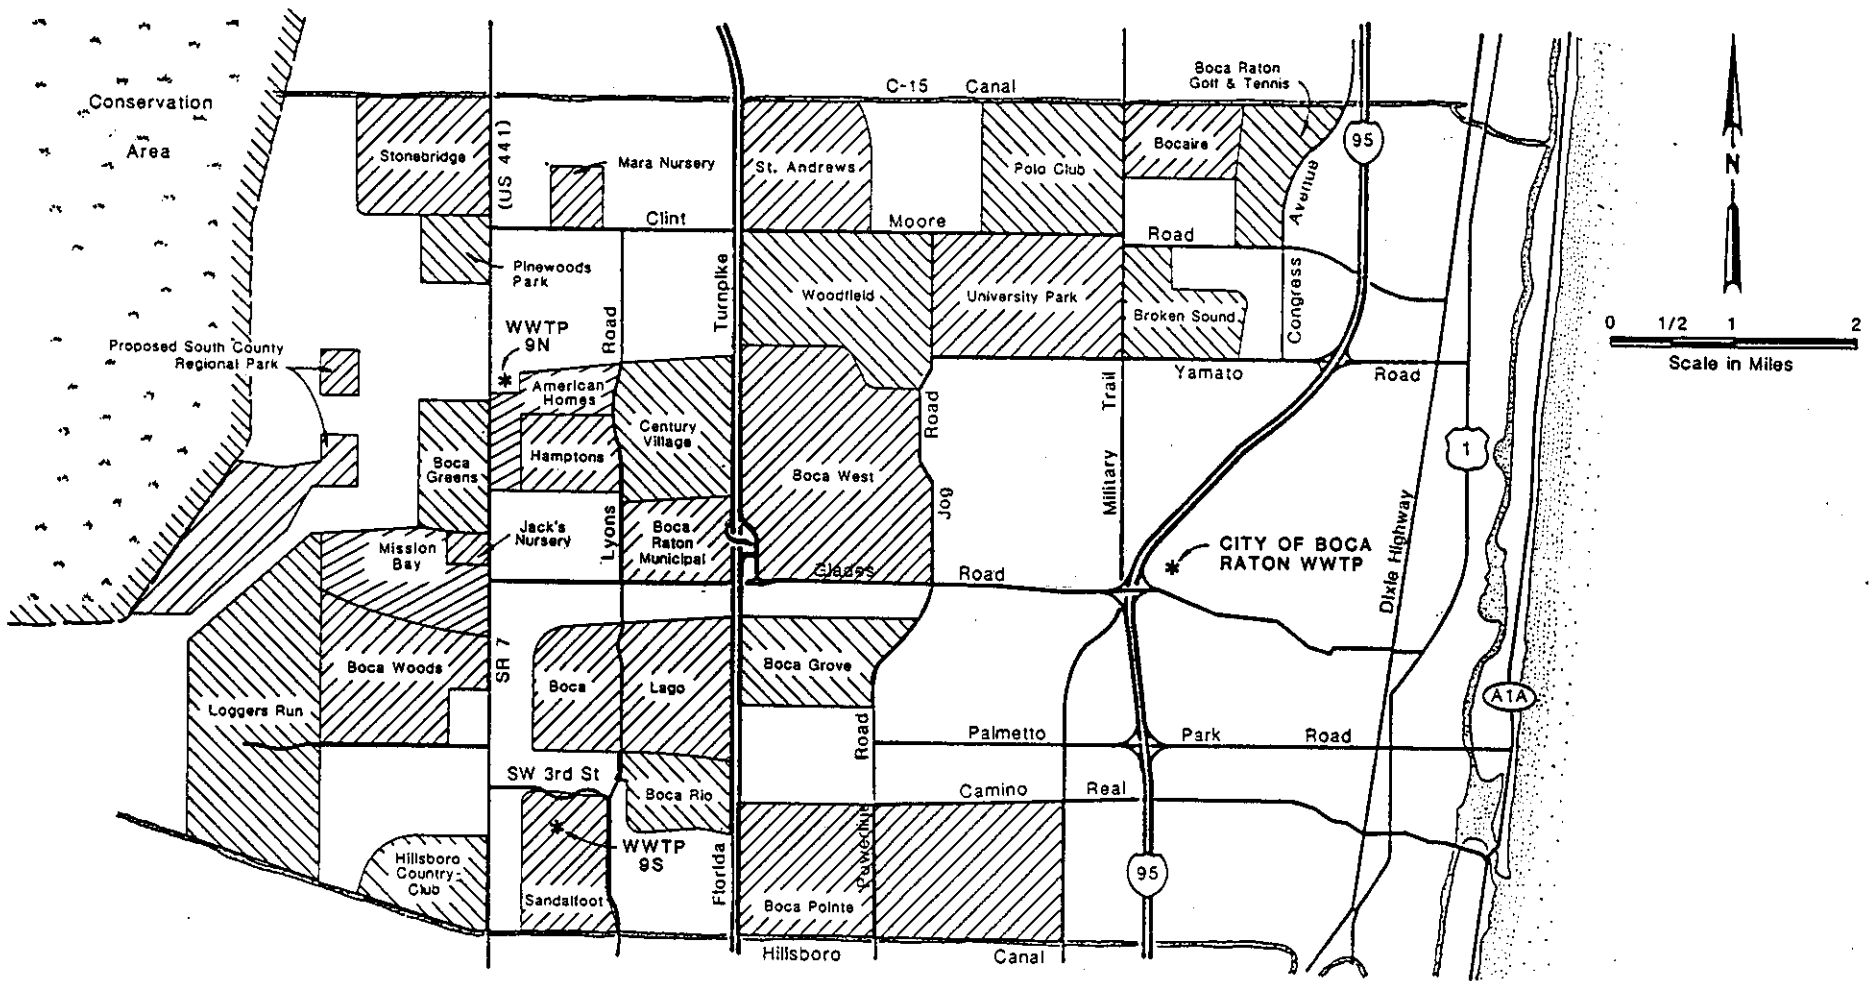 C-15 Canal
Boca Raton
Golf & Tennis
Conservation
Area
Stonebridge
(US 441)
Mara Nursery
St. Andrews
Polo Club
Bocaire
95
N
Clint
Moore
Road
Avenue
Pinewoods
Park
Turnpike
Woodfield
University Park
Broken Sound
Congress
WWTP
9N
*
Road
Proposed South County
Regional Park
American
Homes
Yamato
Road
0 1/2 1 2
Scale in Miles
Century
Village
Hamptons
Boca
Greens
Boca West
Road
Jog
Trail
Military
1
Jack's
Nursery
Lyons
Boca
Raton
Municipal
Mission
Bay
Glades
Road
* CITY OF BOCA
RATON WWTP
Dixie Highway
Boca Woods
SR 7
Boca
Lago
Boca Grove
A1A
Loggers Run
Road
Palmetto
Park
Road
SW 3rd St
Boca Rio
Camino
Real
*
WWTP
9S
Powerline
Florida
Hillsboro
Country-
Club
Sandalfoot
Boca Pointe
95
Hillsboro
Canal